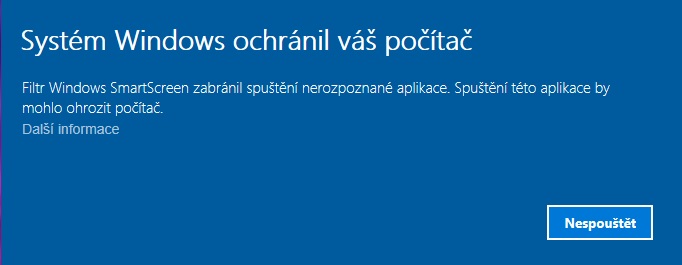 Systém Windows ochránil váš počítač
Filtr Windows SmartScreen zabránil spuštění nerozpoznané aplikace. Spuštění této aplikace by
mohlo ohrozit počítač.
Další informace
Nespouštět